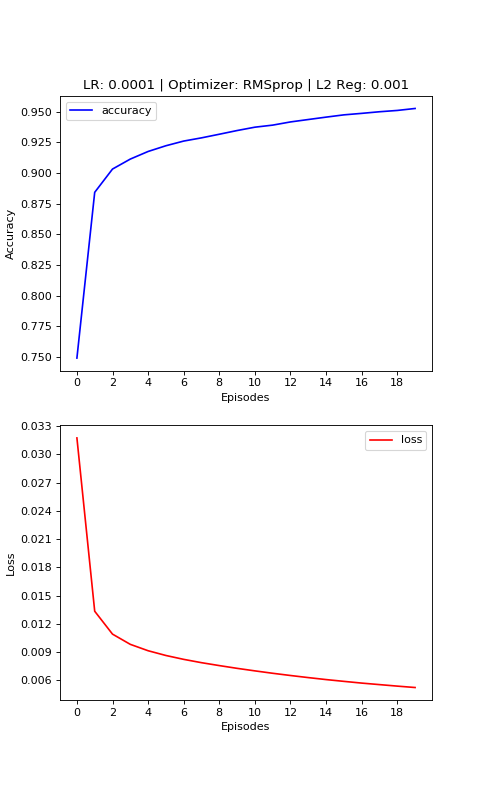 LR: 0.0001 | Optimizer: RMSprop | L2 Reg: 0.001
accuracy
0.950
0.925
0.900
0.875
0.850
0.825
0.800
0.775
0.750
Accuracy
0 2 4 6 8 10 12 14 16 18
Episodes
loss
0.033
0.030
0.027
0.024
0.021
0.018
0.015
0.012
0.009
0.006
Loss
0 2 4 6 8 10 12 14 16 18
Episodes